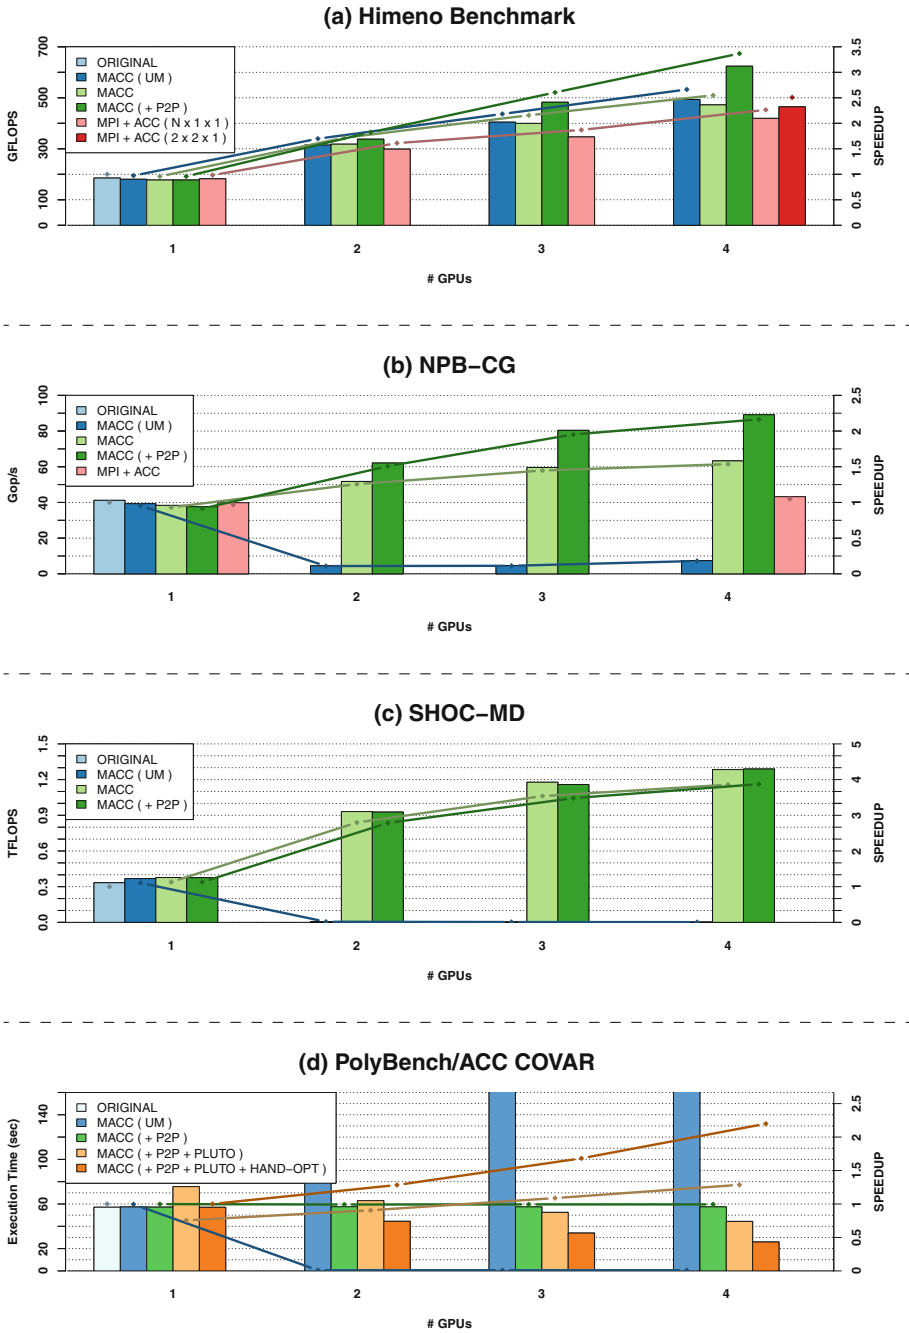 (a) Himeno Benchmark
GFLOPS
0
100
300
500
700
ORIGINAL
MACC ( UM )
MACC
MACC ( + P2P )
MPI + ACC ( N x 1 x 1 )
MPI + ACC ( 2 x 2 x 1 )
0
0.5
1
1.5
2
2.5
3
3.5
SPEEDUP
1
2
3
4
# GPUs
(b) NPB−CG
Gop/s
0
20
40
60
80
100
ORIGINAL
MACC ( UM )
MACC
MACC ( + P2P )
MPI + ACC
0
0.5
1
1.5
2
2.5
SPEEDUP
1
2
3
4
# GPUs
(c) SHOC−MD
TFLOPS
0.0
0.3
0.6
0.9
1.2
1.5
ORIGINAL
MACC ( UM )
MACC
MACC ( + P2P )
0
1
2
3
4
5
SPEEDUP
1
2
3
4
# GPUs
(d) PolyBench/ACC COVAR
Execution Time (sec)
0
20
60
100
140
ORIGINAL
MACC ( UM )
MACC ( + P2P )
MACC ( + P2P + PLUTO )
MACC ( + P2P + PLUTO + HAND−OPT )
0
0.5
1
1.5
2
2.5
SPEEDUP
1
2
3
4
# GPUs